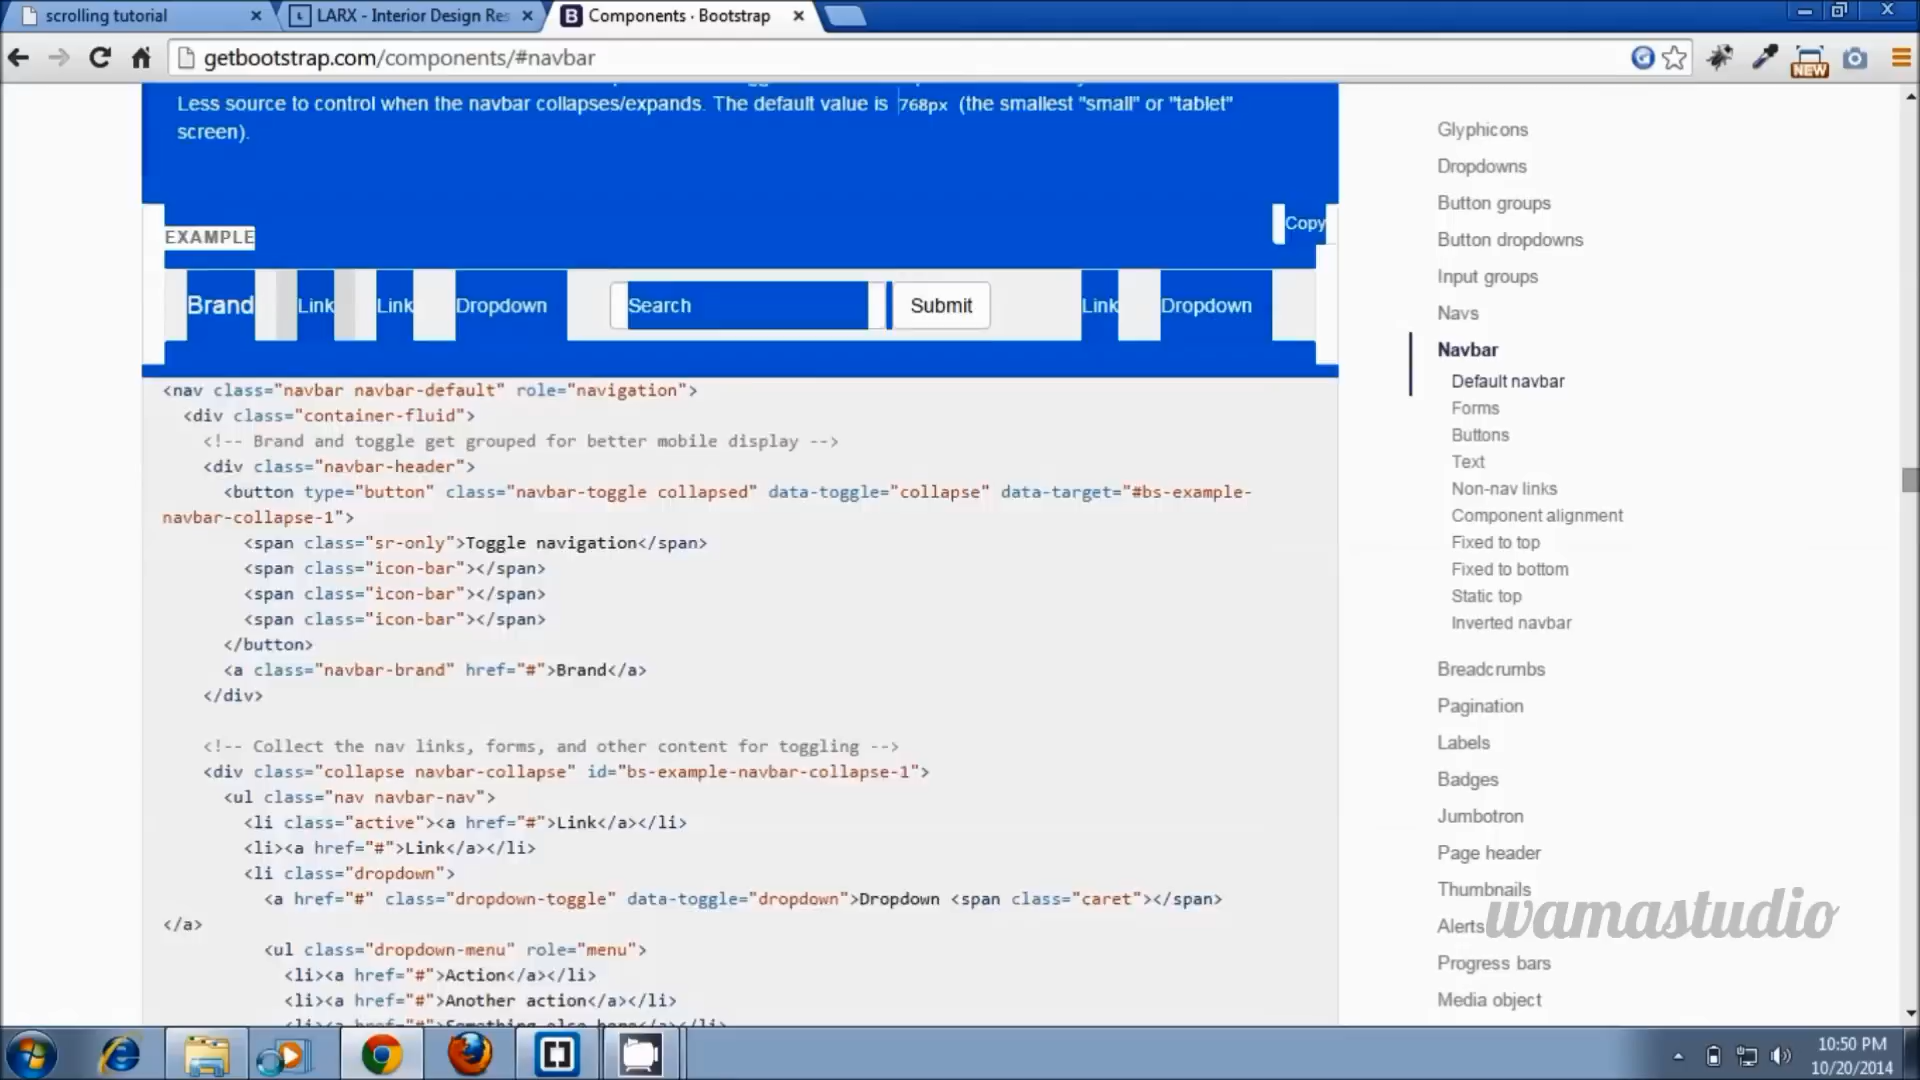 scrolling tutorial
LARX - Interior Design Res
Components · Bootstrap
getbootstrap.com/components/#navbar
Less source to control when the navbar collapses/expands. The default value is 768px (the smallest "small" or "tablet"
screen).
Copy
EXAMPLE
Brand Link Link Dropdown Search Submit Link Dropdown
<nav class="navbar navbar-default" role="navigation">
<div class="container-fluid">
<!-- Brand and toggle get grouped for better mobile display -->
<div class="navbar-header">
<button type="button" class="navbar-toggle collapsed" data-toggle="collapse" data-target="#bs-example-
navbar-collapse-1">
<span class="sr-only">Toggle navigation</span>
<span class="icon-bar"></span>
<span class="icon-bar"></span>
<span class="icon-bar"></span>
</button>
<a class="navbar-brand" href="#">Brand</a>
</div>
<!-- Collect the nav links, forms, and other content for toggling -->
<div class="collapse navbar-collapse" id="bs-example-navbar-collapse-1">
<ul class="nav navbar-nav">
<li class="active"><a href="#">Link</a></li>
<li><a href="#">Link</a></li>
<li class="dropdown">
<a href="#" class="dropdown-toggle" data-toggle="dropdown">Dropdown <span class="caret"></span>
</a>
<ul class="dropdown-menu" role="menu">
<li><a href="#">Action</a></li>
<li><a href="#">Another action</a></li>
<li><a href="#">Something else here</a></li>
Glyphicons
Dropdowns
Button groups
Button dropdowns
Input groups
Navs
Navbar
Default navbar
Forms
Buttons
Text
Non-nav links
Component alignment
Fixed to top
Fixed to bottom
Static top
Inverted navbar
Breadcrumbs
Pagination
Labels
Badges
Jumbotron
Page header
Thumbnails
Alerts
Progress bars
Media object
wamastudio
NEW
10:50 PM
10/20/2014